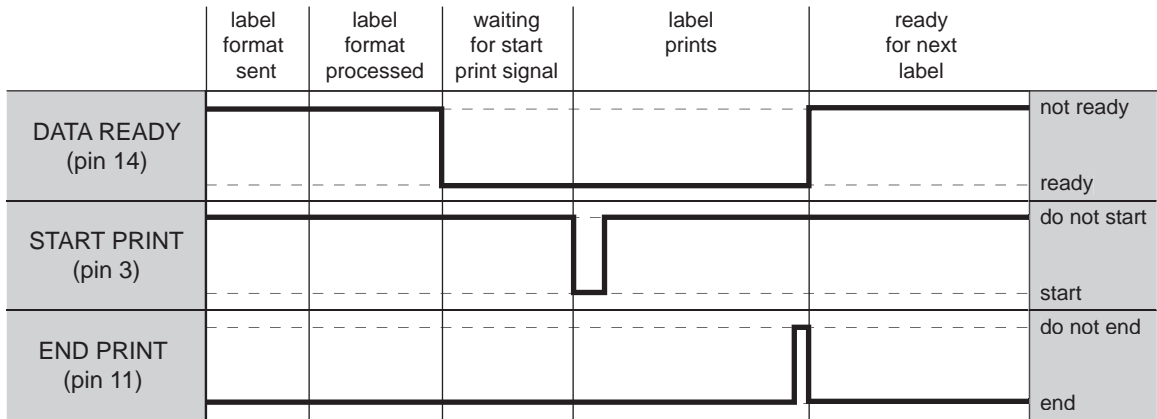 label
format
sent
label
format
processed
waiting
for start
print signal
label
prints
ready
for next
label
DATA READY
(pin 14)
not ready
ready
START PRINT
(pin 3)
do not start
start
END PRINT
(pin 11)
do not end
end